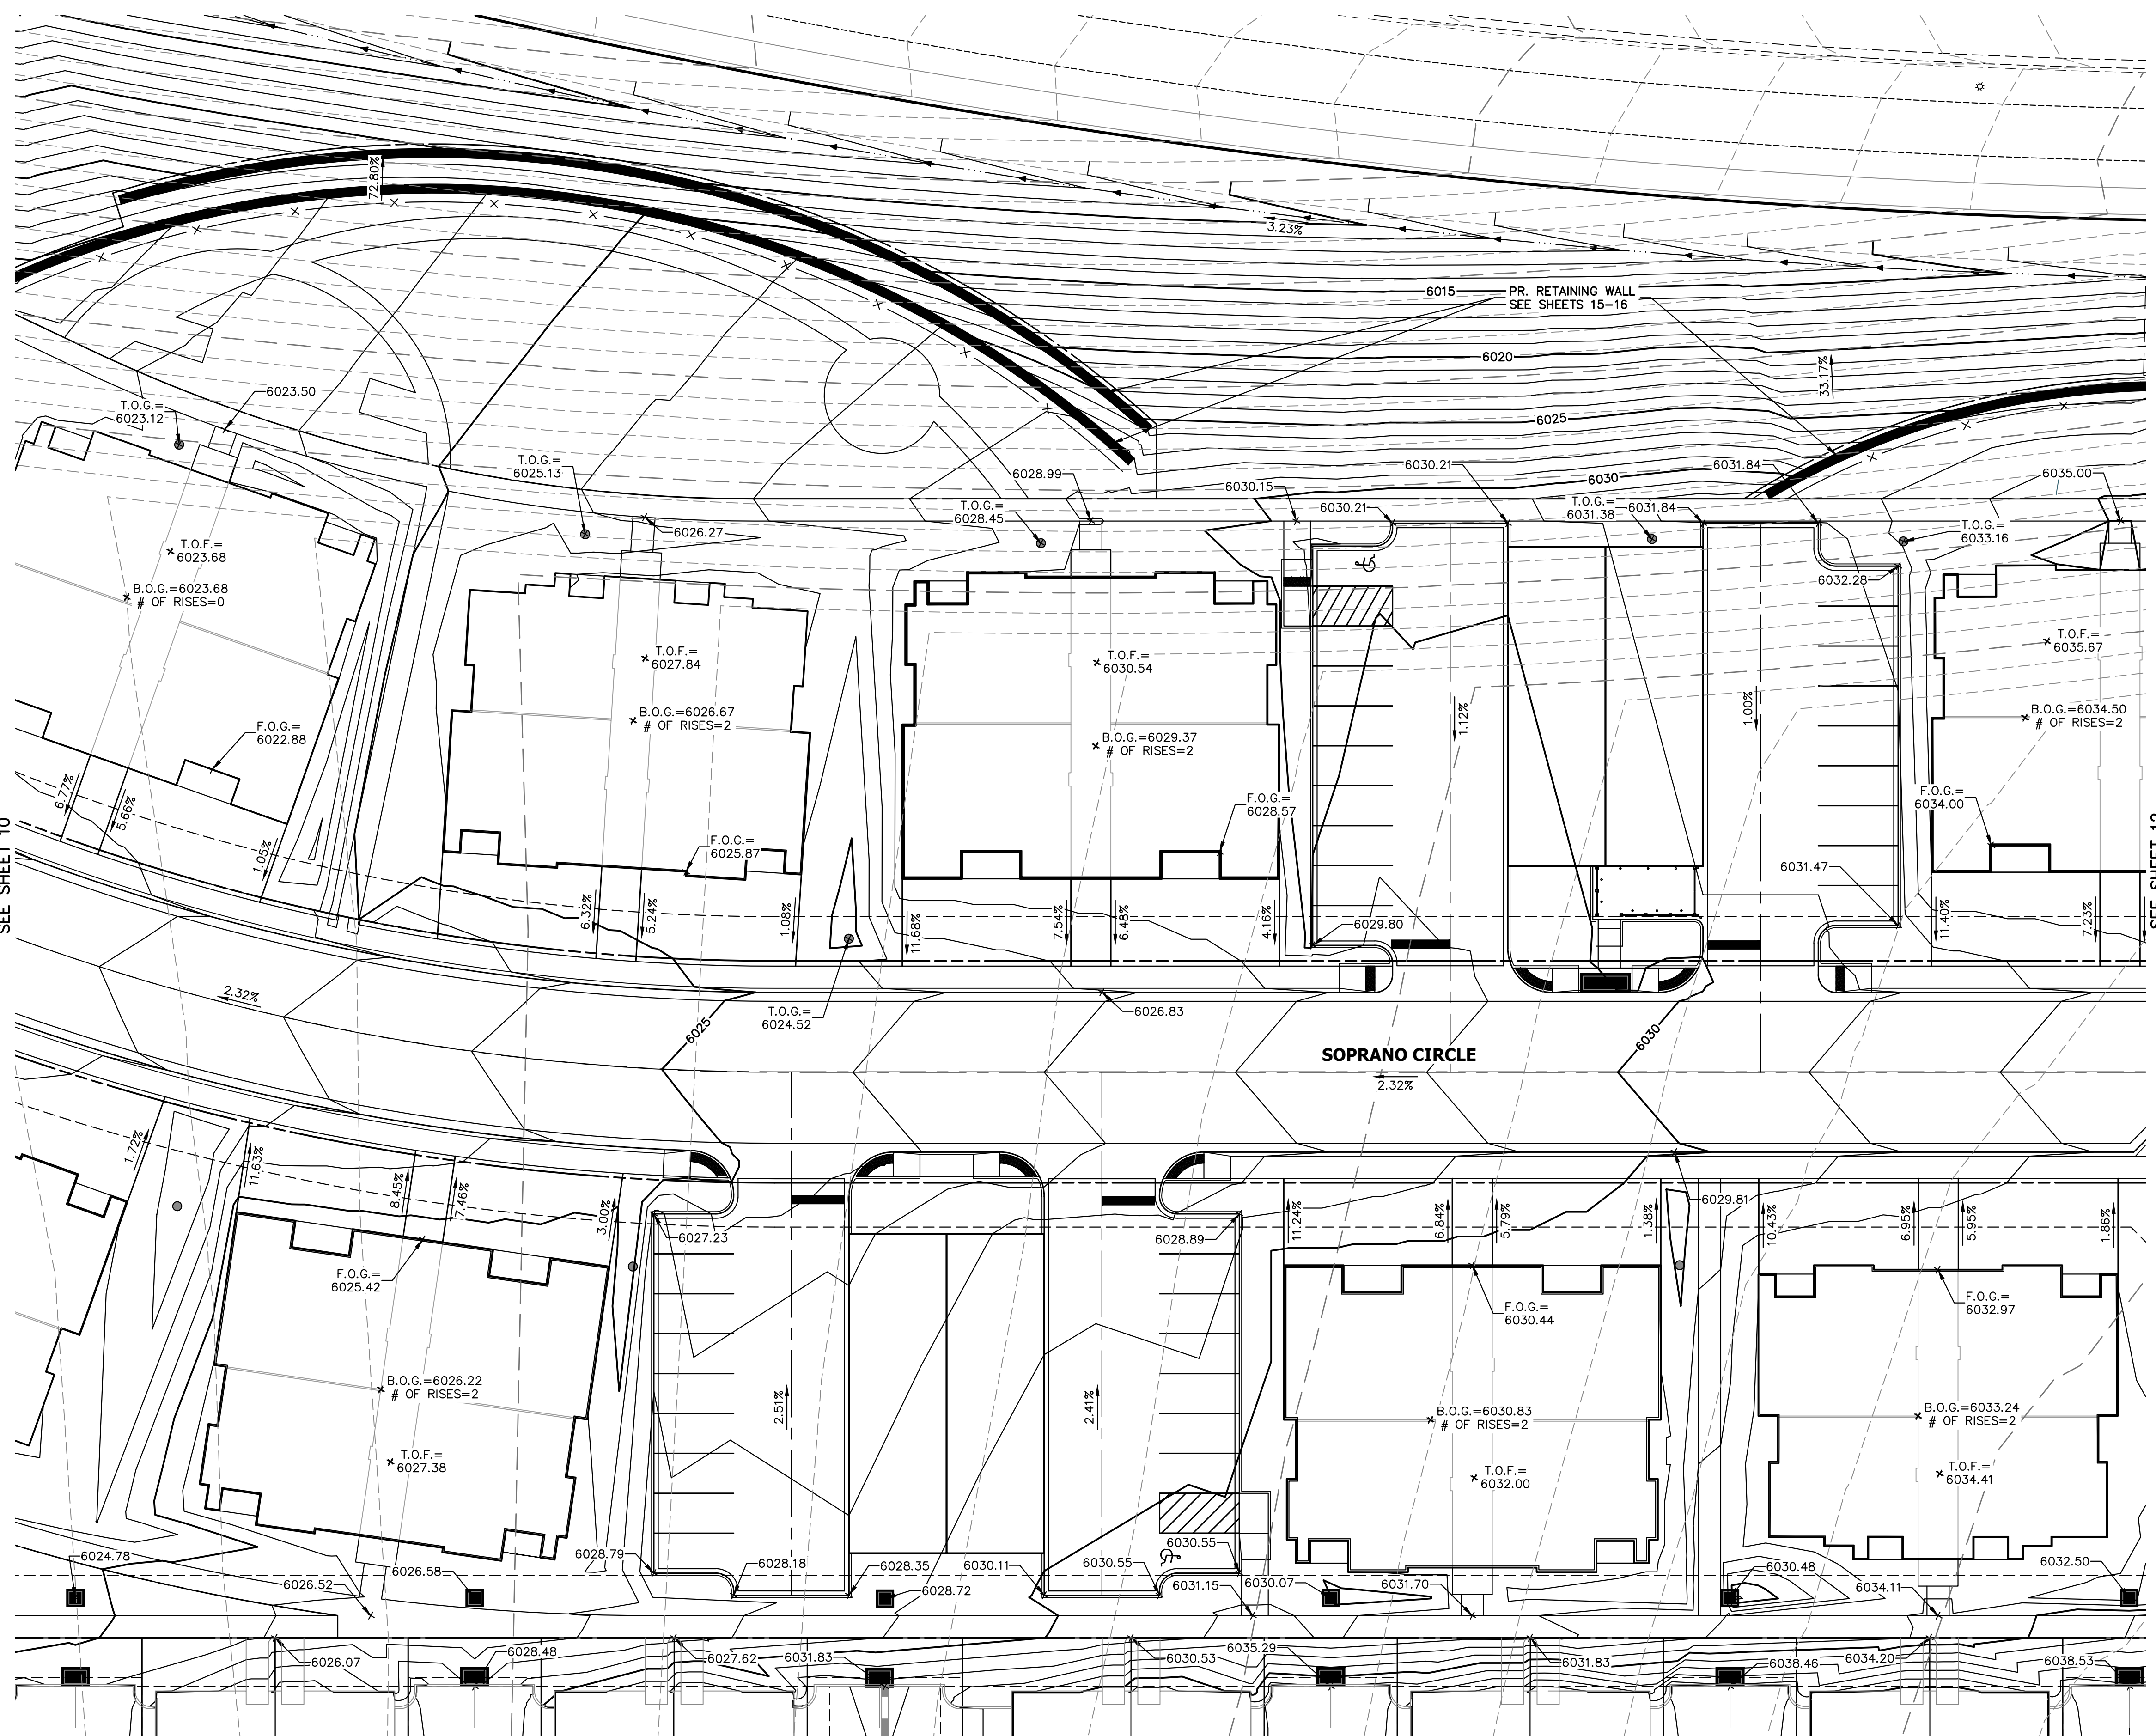 72.80%
3.23%
6015
PR. RETAINING WALL
SEE SHEETS 15-16
6020
33.17%
6025
6030
T.O.G.=
6023.12
6023.50
T.O.G.=
6025.13
6026.27
6028.99
T.O.G.=
6028.45
6030.15
6030.21
6030.21
T.O.G.=
6031.38
6031.84
6031.84
6035.00
T.O.G.=
6033.16
6032.28
T.O.F.=
6023.68
B.O.G.=6023.68
# OF RISES=0
F.O.G.=
6022.88
T.O.F.=
6027.84
B.O.G.=6026.67
# OF RISES=2
F.O.G.=
6025.87
T.O.F.=
6030.54
B.O.G.=6029.37
# OF RISES=2
F.O.G.=
6028.57
1.12%
1.00%
T.O.F.=
6035.67
B.O.G.=6034.50
# OF RISES=2
F.O.G.=
6034.00
6031.47
6029.80
SEE SHEET 10
SEE SHEET 12
6.77%
5.66%
1.05%
6.32%
5.24%
1.08%
11.68%
7.54%
6.48%
4.16%
11.40%
7.23%
2.32%
T.O.G.=
6024.52
6025
6026.83
SOPRANO CIRCLE
2.32%
6030
1.72%
11.63%
8.45%
7.46%
3.00%
6027.23
6028.89
11.24%
6.84%
5.79%
1.38%
6029.81
10.43%
6.95%
5.95%
1.86%
F.O.G.=
6025.42
B.O.G.=6026.22
# OF RISES=2
T.O.F.=
6027.38
2.51%
2.41%
F.O.G.=
6030.44
B.O.G.=6030.83
# OF RISES=2
T.O.F.=
6032.00
F.O.G.=
6032.97
B.O.G.=6033.24
# OF RISES=2
T.O.F.=
6034.41
6024.78
6026.52
6026.58
6028.79
6028.18
6028.35
6028.72
6030.11
6030.55
6030.55
6031.15
6030.07
6031.70
6030.48
6034.11
6032.50
6026.07
6028.48
6027.62
6031.83
6030.53
6035.29
6031.83
6038.46
6034.20
6038.53